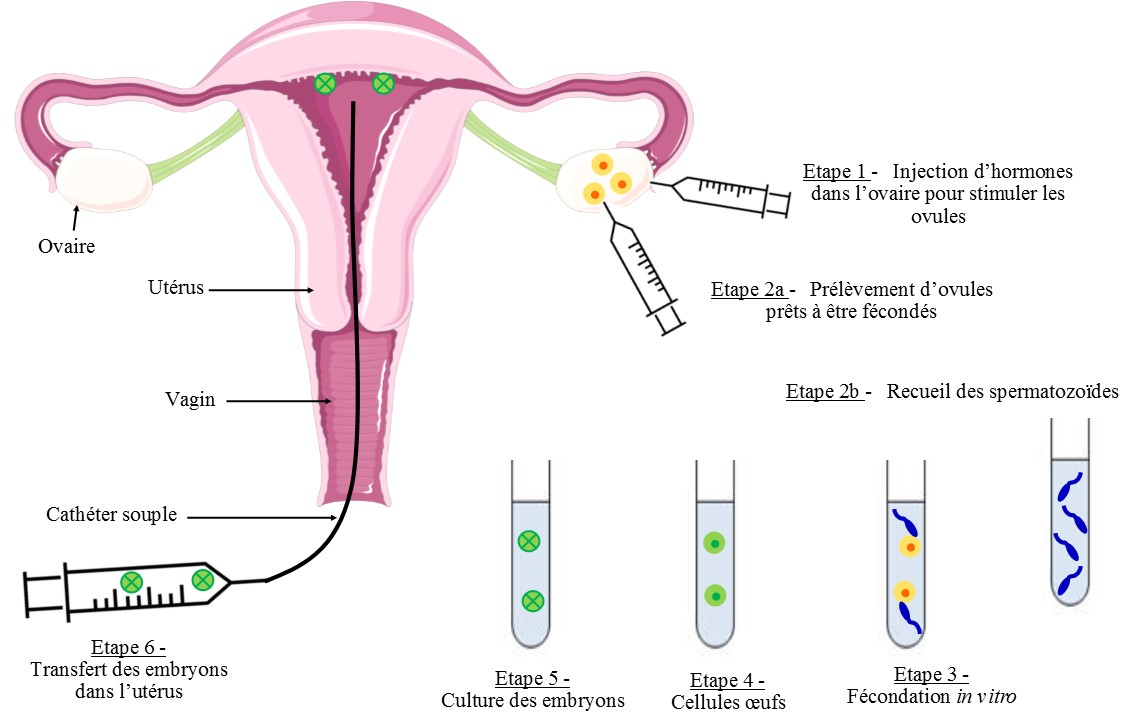 Etape 1 - Injection d’hormones
dans l’ovaire pour stimuler les
ovules
Ovaire
Utérus
Etape 2a - Prélèvement d’ovules
prêts à être fécondés
Vagin
Etape 2b - Recueil des spermatozoïdes
Cathéter souple
Etape 6 -
Transfert des embryons
dans l’utérus
Etape 5 -
Culture des embryons
Etape 4 -
Cellules œufs
Etape 3 -
Fécondation in vitro